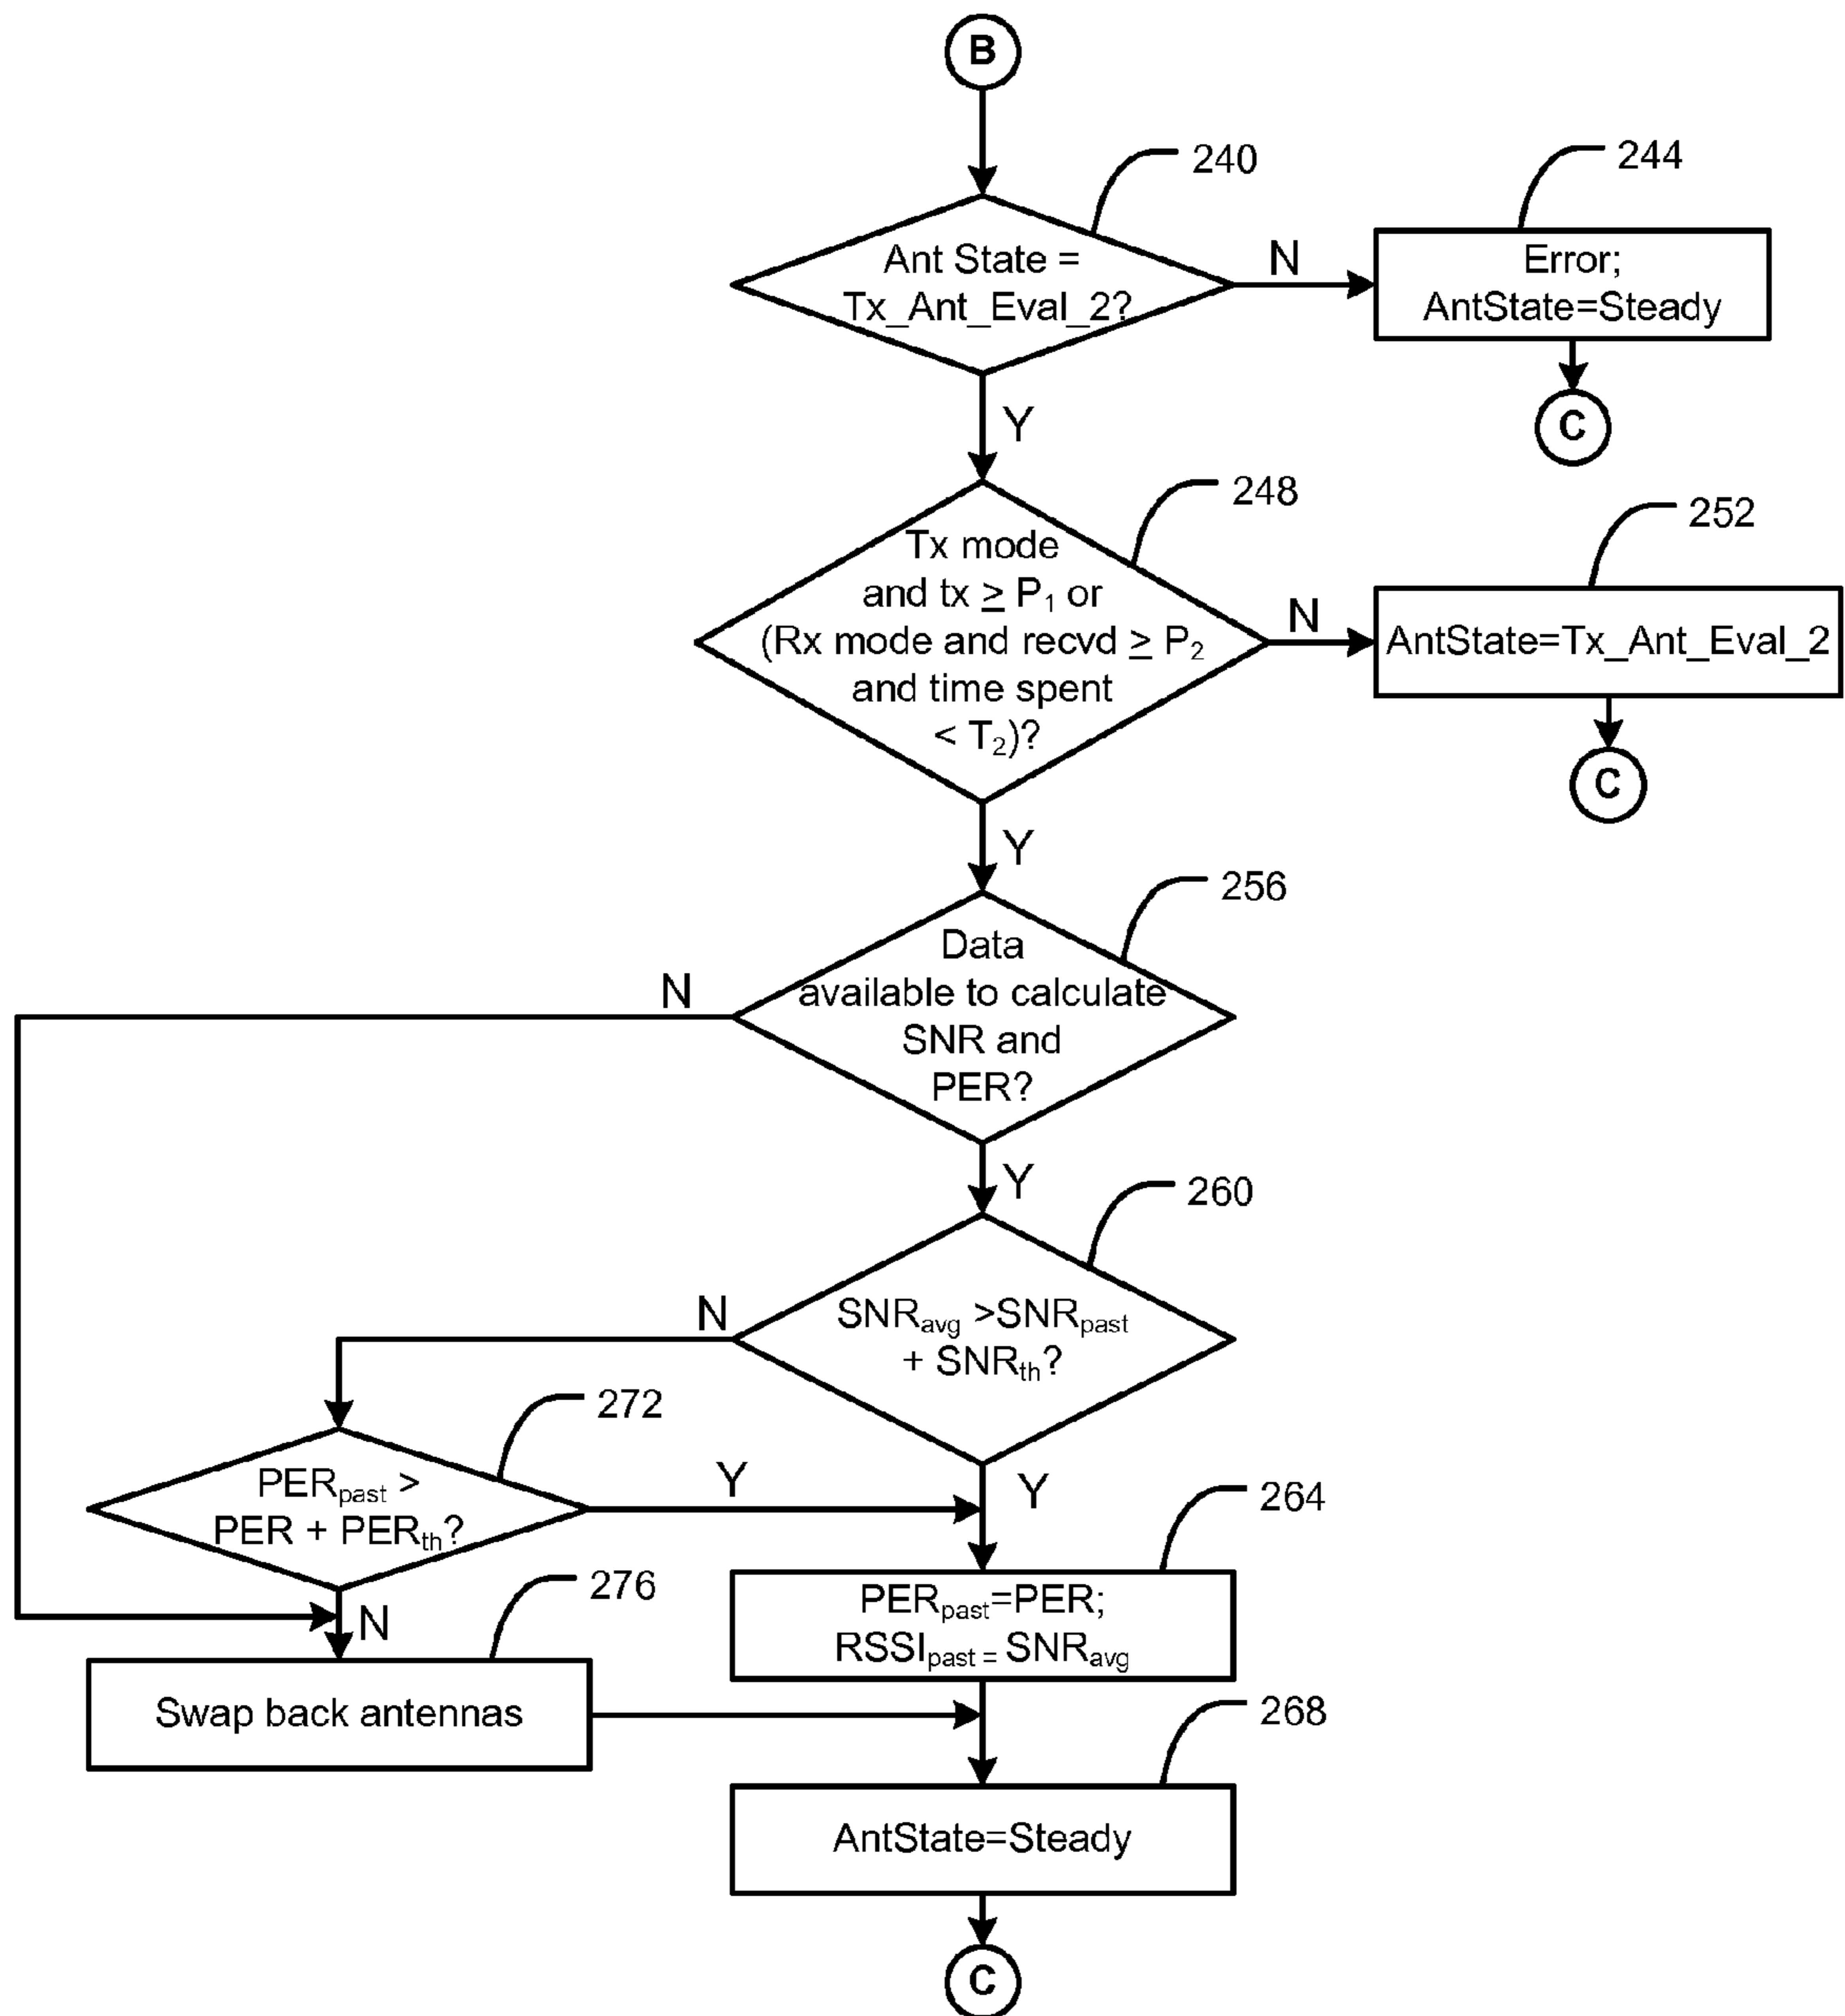 B
240
244
Ant State =
Tx_Ant_Eval_2?
N
Error;
AntState=Steady
C
Y
248
252
Tx mode
and tx ≥ P₁ or
(Rx mode and recvd ≥ P₂
and time spent
< T₂)?
N
AntState=Tx_Ant_Eval_2
C
Y
256
N
Data
available to calculate
SNR and
PER?
Y
260
N
SNRavg >SNRpast
+ SNRth?
272
PERpast >
PER + PERth?
Y
Y
264
276
N
PERpast=PER;
RSSIpast = SNRavg
Swap back antennas
268
AntState=Steady
C